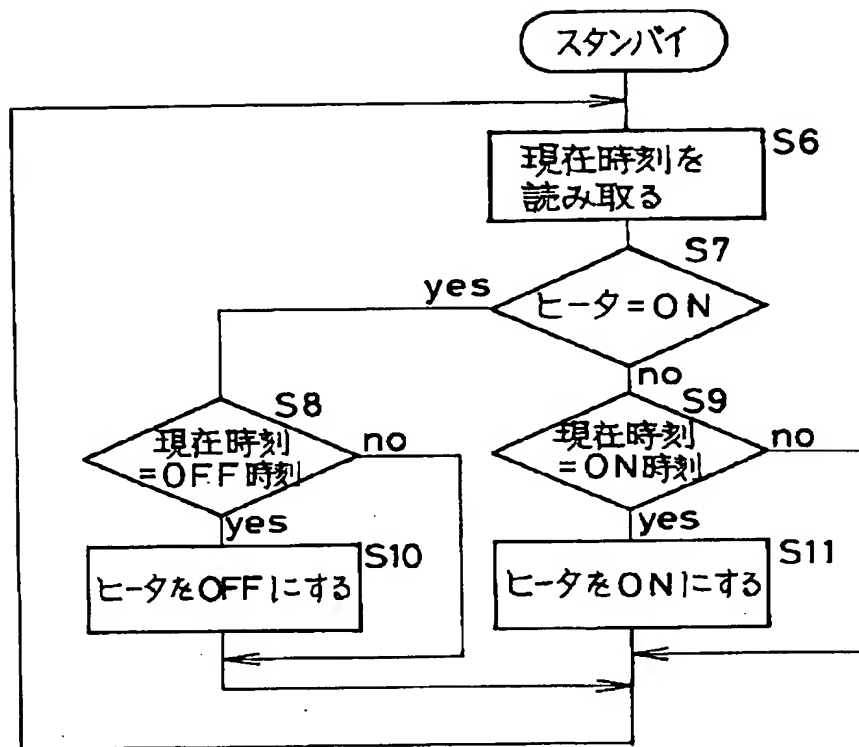 スタンバイ
S6
現在時刻を
読み取る
S7
yes
ヒータ=ON
no
S8
現在時刻
=OFF時刻
no
yes
S9
現在時刻
=ON時刻
no
yes
S10
ヒータをOFFにする
S11
ヒータをONにする